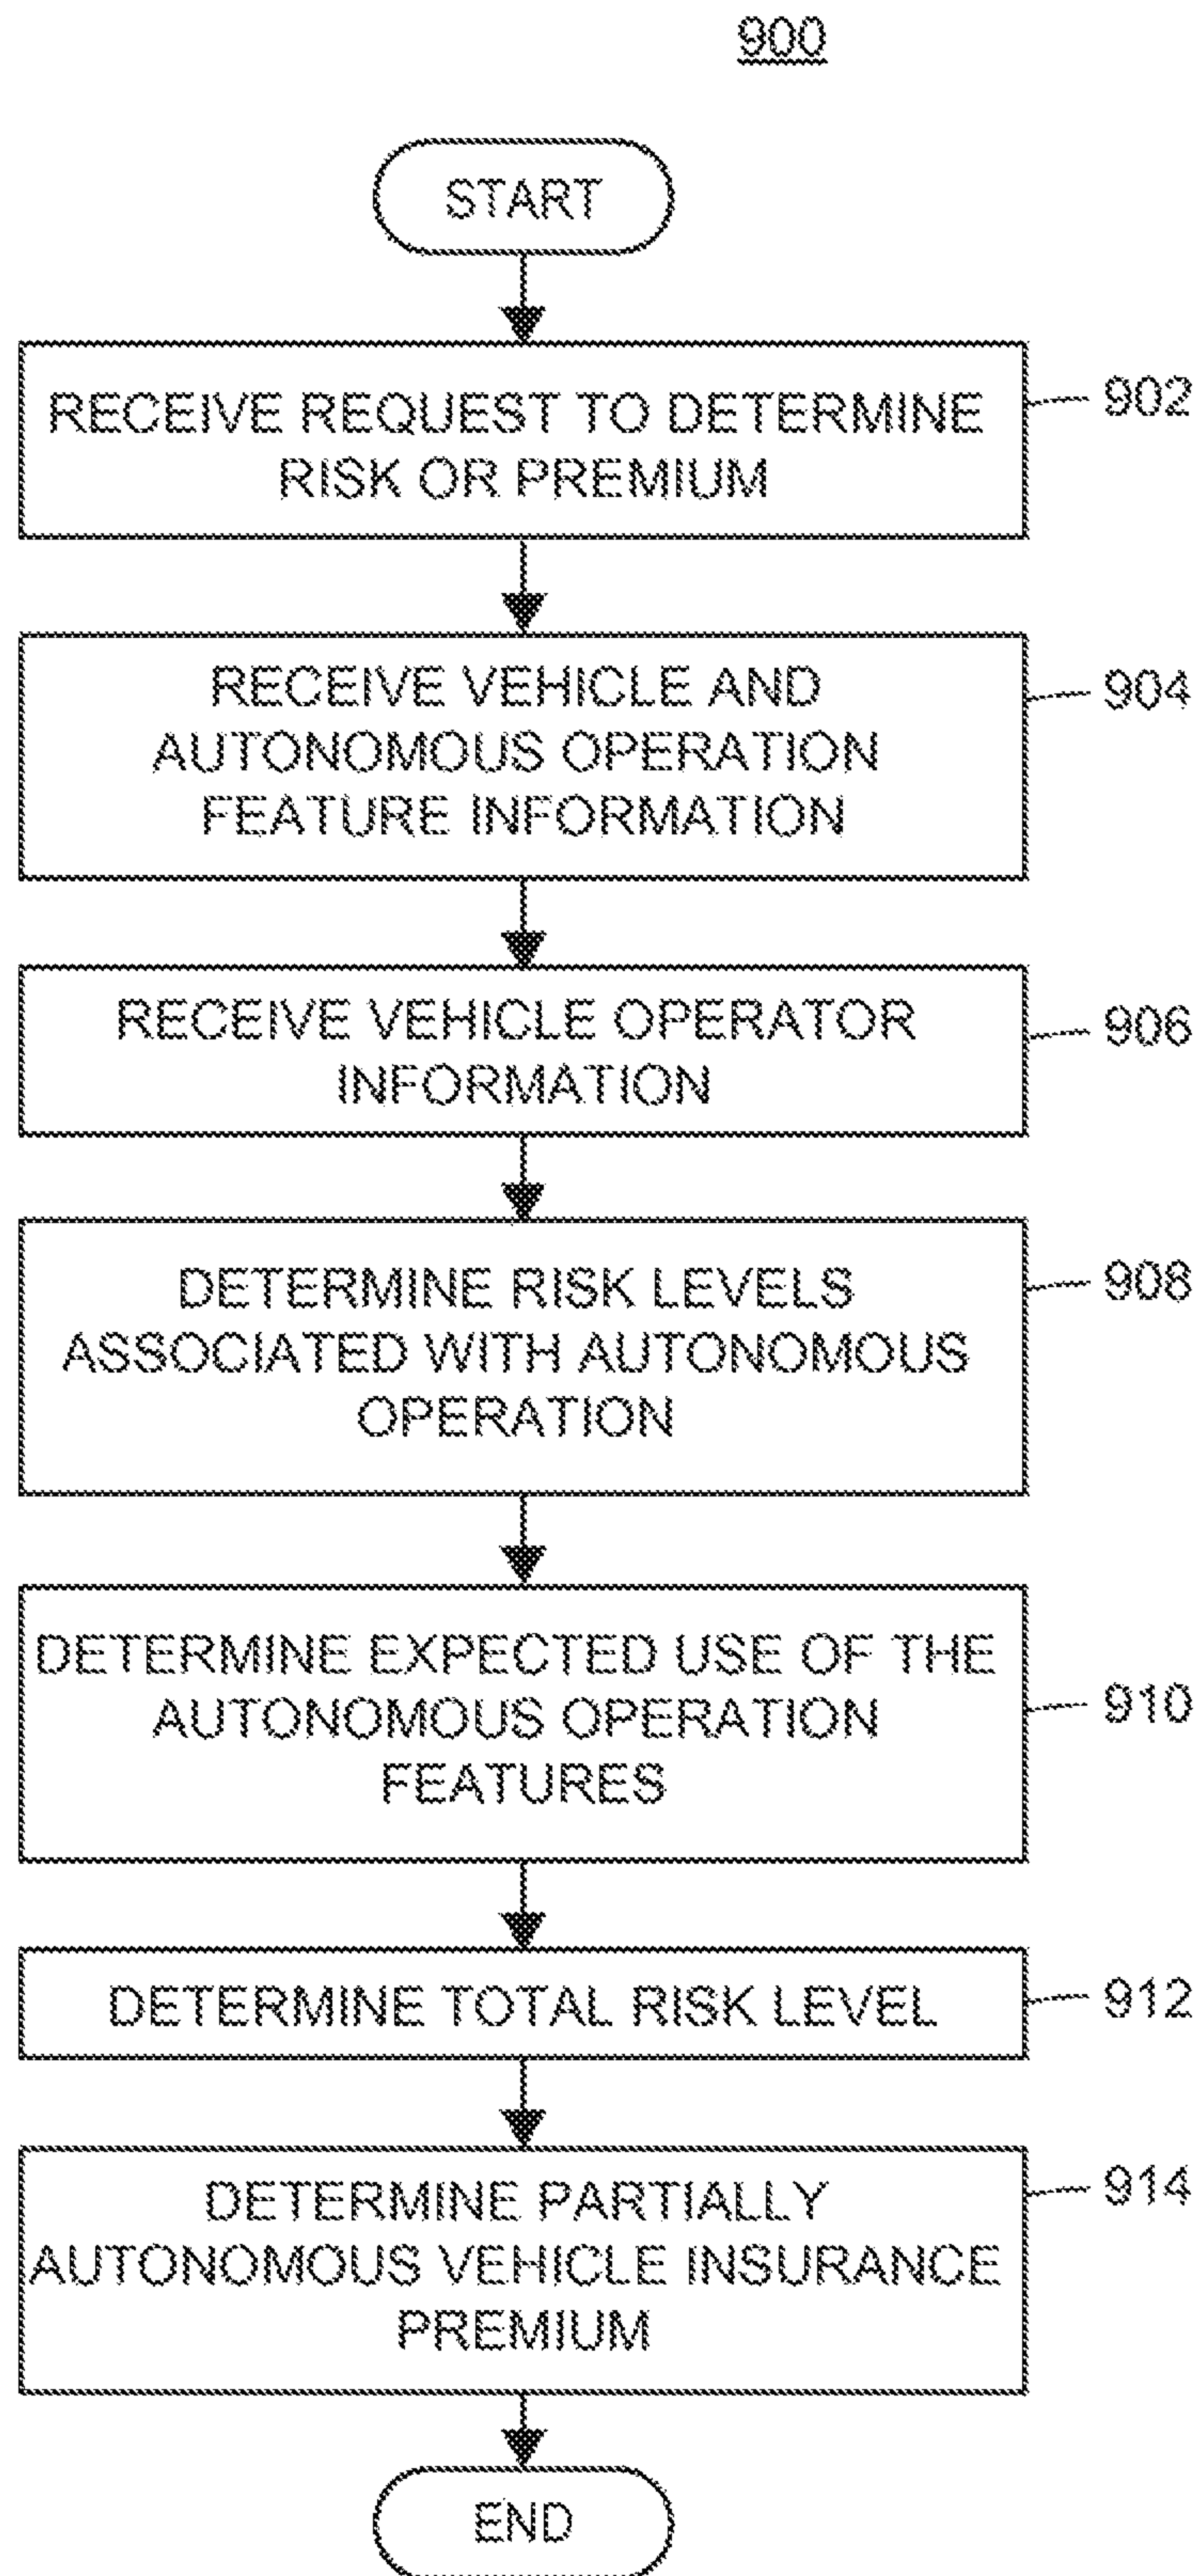 900
START
RECEIVE REQUEST TO DETERMINE
RISK OR PREMIUM
902
RECEIVE VEHICLE AND
AUTONOMOUS OPERATION
FEATURE INFORMATION
904
RECEIVE VEHICLE OPERATOR
INFORMATION
906
DETERMINE RISK LEVELS
ASSOCIATED WITH AUTONOMOUS
OPERATION
908
DETERMINE EXPECTED USE OF THE
AUTONOMOUS OPERATION
FEATURES
910
DETERMINE TOTAL RISK LEVEL
912
DETERMINE PARTIALLY
AUTONOMOUS VEHICLE INSURANCE
PREMIUM
914
END